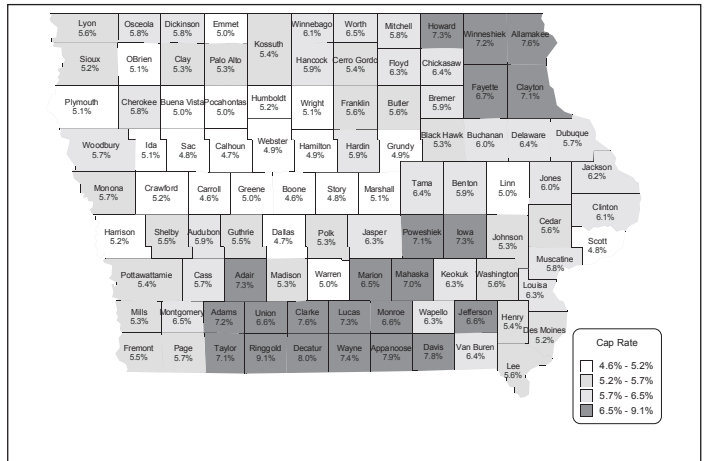 Lyon 5.6%
Osceola 5.8%
Dickinson 5.8%
Emmet 5.0%
Kossuth 5.4%
Winnebago 6.1%
Worth 6.5%
Mitchell 5.8%
Howard 7.3%
Winneshiek 7.2%
Allamakee 7.6%
Sioux 5.2%
OBrien 5.1%
Clay 5.3%
Palo Alto 5.3%
Hancock 5.9%
Cerro Gordo 5.4%
Floyd 6.3%
Chickasaw 6.4%
Plymouth 5.1%
Cherokee 5.8%
Buena Vista 5.0%
Pocahontas 5.0%
Humboldt 5.2%
Wright 5.1%
Franklin 5.6%
Butler 5.6%
Bremer 5.9%
Fayette 6.7%
Clayton 7.1%
Woodbury 5.7%
Ida 5.1%
Sac 4.8%
Calhoun 4.7%
Webster 4.9%
Hamilton 4.9%
Hardin 5.9%
Grundy 4.9%
Black Hawk 5.3%
Buchanan 6.0%
Delaware 6.4%
Dubuque 5.7%
Monona 5.7%
Crawford 5.2%
Carroll 4.6%
Greene 5.0%
Boone 4.6%
Story 4.8%
Marshall 5.1%
Tama 6.4%
Benton 5.9%
Linn 5.0%
Jones 6.0%
Jackson 6.2%
Clinton 6.1%
Harrison 5.2%
Shelby 5.5%
Audubon 5.9%
Guthrie 5.5%
Dallas 4.7%
Polk 5.3%
Jasper 6.3%
Poweshiek 7.1%
Iowa 7.3%
Johnson 5.3%
Cedar 5.6%
Scott 4.8%
Muscatine 5.8%
Pottawattamie 5.4%
Cass 5.7%
Adair 7.3%
Madison 5.3%
Warren 5.0%
Marion 6.5%
Mahaska 7.0%
Keokuk 6.3%
Washington 5.6%
Louisa 6.3%
Mills 5.3%
Montgomery 6.5%
Adams 7.2%
Union 6.6%
Clarke 7.6%
Lucas 7.3%
Monroe 6.6%
Wapello 6.3%
Jefferson 6.6%
Henry 5.4%
Des Moines 5.2%
Fremont 5.5%
Page 5.7%
Taylor 7.1%
Ringgold 9.1%
Decatur 8.0%
Wayne 7.4%
Appanoose 7.9%
Davis 7.8%
Van Buren 6.4%
Lee 5.6%
Cap Rate
4.6% - 5.2%
5.2% - 5.7%
5.7% - 6.5%
6.5% - 9.1%